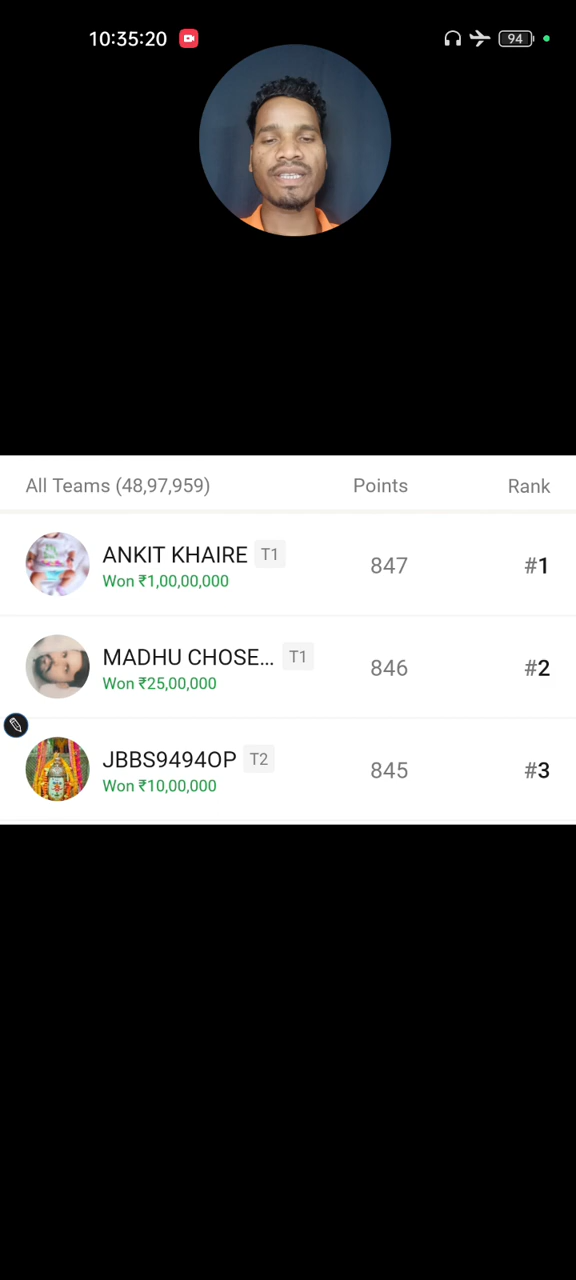 10:35:20 94
All Teams (48,97,959) Points Rank
ANKIT KHAIRE T1
Won ₹1,00,00,000
847 #1
MADHU CHOSE... T1
Won ₹25,00,000
846 #2
JBBS9494OP T2
Won ₹10,00,000
845 #3